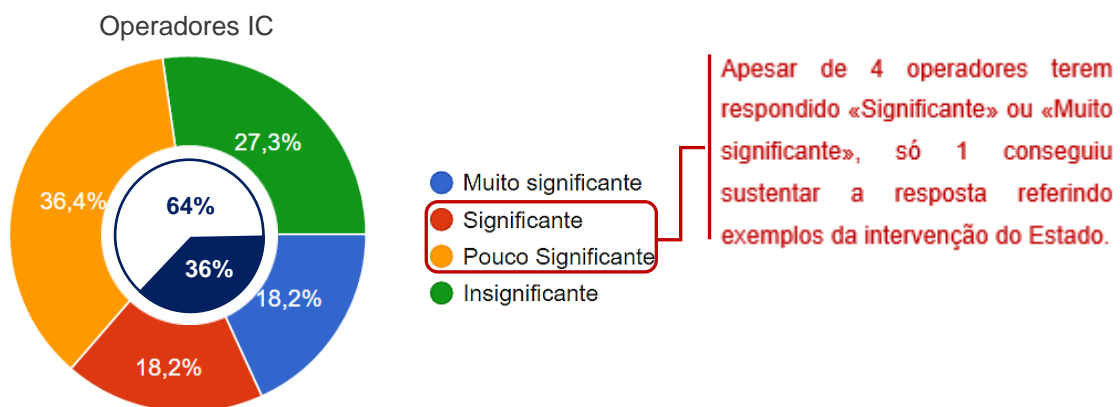 Operadores IC
27,3%
36,4%
64%
36%
18,2%
18,2%
Muito significante
Significante
Pouco Significante
Insignificante
Apesar de 4 operadores terem
respondido «Significante» ou «Muito
significante», só 1 conseguiu
sustentar a resposta referindo
exemplos da intervenção do Estado.